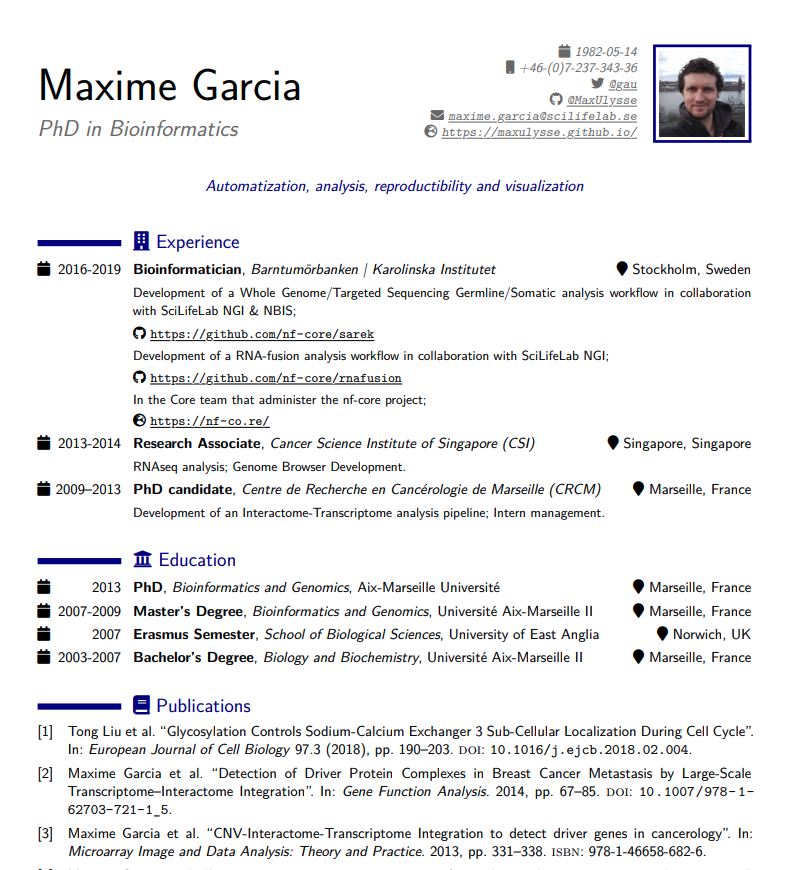 Maxime Garcia
PhD in Bioinformatics
1982-05-14
+46-(0)7-237-343-36
@gau
@MaxUlysse
maxime.garcia@scilifelab.se
https://maxulysse.github.io/
Automatization, analysis, reproductibility and visualization
Experience
2016-2019 Bioinformatician, Barntumörbanken | Karolinska Institutet Stockholm, Sweden
Development of a Whole Genome/Targeted Sequencing Germline/Somatic analysis workflow in collaboration
with SciLifeLab NGI & NBIS;
https://github.com/nf-core/sarek
Development of a RNA-fusion analysis workflow in collaboration with SciLifeLab NGI;
https://github.com/nf-core/rnafusion
In the Core team that administer the nf-core project;
https://nf-co.re/
2013-2014 Research Associate, Cancer Science Institute of Singapore (CSI) Singapore, Singapore
RNAseq analysis; Genome Browser Development.
2009–2013 PhD candidate, Centre de Recherche en Cancérologie de Marseille (CRCM) Marseille, France
Development of an Interactome-Transcriptome analysis pipeline; Intern management.
Education
2013 PhD, Bioinformatics and Genomics, Aix-Marseille Université Marseille, France
2007-2009 Master's Degree, Bioinformatics and Genomics, Université Aix-Marseille II Marseille, France
2007 Erasmus Semester, School of Biological Sciences, University of East Anglia Norwich, UK
2003-2007 Bachelor's Degree, Biology and Biochemistry, Université Aix-Marseille II Marseille, France
Publications
[1] Tong Liu et al. “Glycosylation Controls Sodium-Calcium Exchanger 3 Sub-Cellular Localization During Cell Cycle”.
In: European Journal of Cell Biology 97.3 (2018), pp. 190–203. DOI: 10.1016/j.ejcb.2018.02.004.
[2] Maxime Garcia et al. “Detection of Driver Protein Complexes in Breast Cancer Metastasis by Large-Scale
Transcriptome–Interactome Integration”. In: Gene Function Analysis. 2014, pp. 67–85. DOI: 10.1007/978-1-
62703-721-1_5.
[3] Maxime Garcia et al. “CNV-Interactome-Transcriptome Integration to detect driver genes in cancerology”. In:
Microarray Image and Data Analysis: Theory and Practice. 2013, pp. 331–338. ISBN: 978-1-46658-682-6.